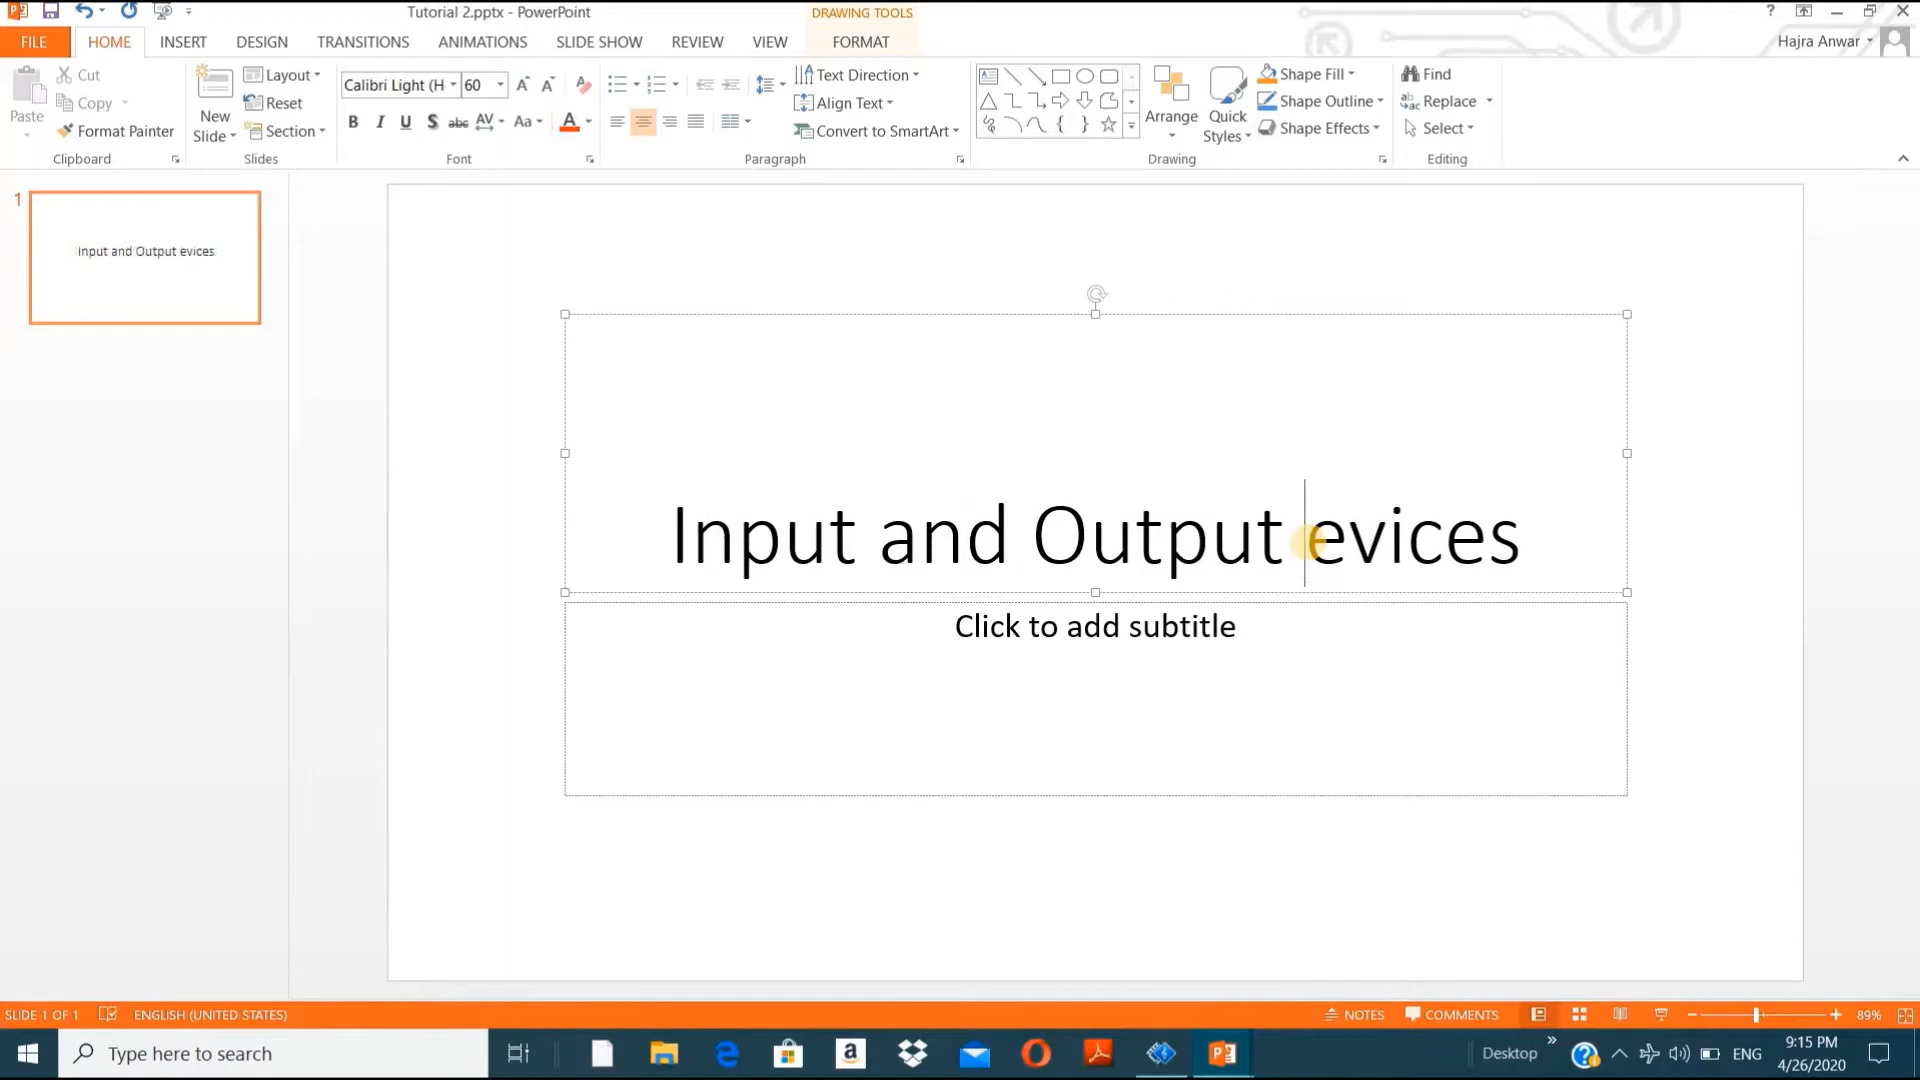 Tutorial 2.pptx - PowerPoint
DRAWING TOOLS
?
FILE
HOME
INSERT
DESIGN
TRANSITIONS
ANIMATIONS
SLIDE SHOW
REVIEW
VIEW
FORMAT
Hajra Anwar
Paste
Cut
Copy
Format Painter
Clipboard
New
Slide
Layout
Reset
Section
Slides
Calibri Light (H
60
B I U S abc AV Aa A
Font
Text Direction
Align Text
Convert to SmartArt
Paragraph
Arrange
Quick
Styles
Shape Fill
Shape Outline
Shape Effects
Drawing
Find
Replace
Select
Editing
1
Input and Output evices
Input and Output evices
Click to add subtitle
SLIDE 1 OF 1
ENGLISH (UNITED STATES)
NOTES
COMMENTS
89%
Type here to search
Desktop
ENG
9:15 PM
4/26/2020